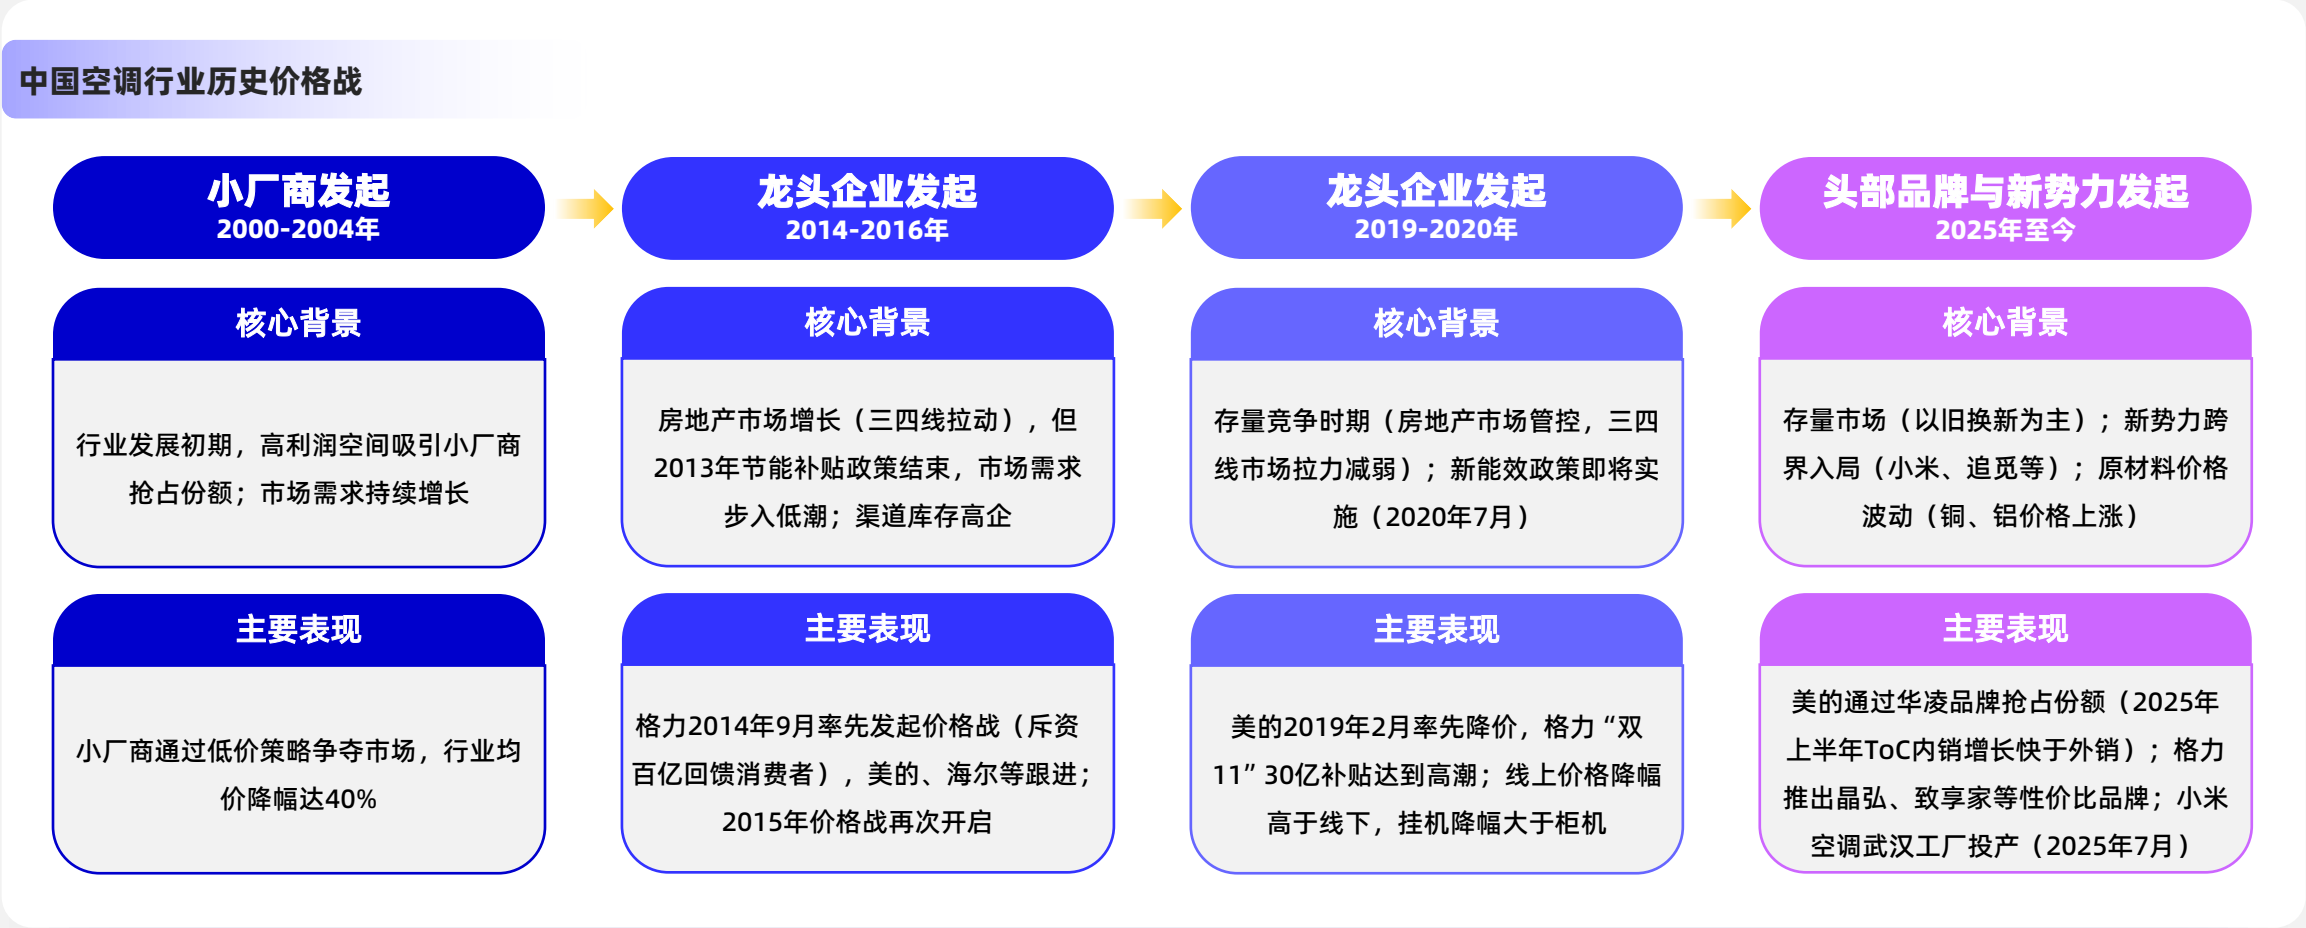 中国空调行业历史价格战
小厂商发起
2000-2004年
龙头企业发起
2014-2016年
龙头企业发起
2019-2020年
头部品牌与新势力发起
2025年至今
核心背景
行业发展初期，高利润空间吸引小厂商
抢占份额；市场需求持续增长
核心背景
房地产市场增长（三四线拉动），但
2013年节能补贴政策结束，市场需求
步入低潮；渠道库存高企
核心背景
存量竞争时期（房地产市场管控，三四
线市场拉力减弱）；新能效政策即将实
施（2020年7月）
核心背景
存量市场（以旧换新为主）；新势力跨
界入局（小米、追觅等）；原材料价格
波动（铜、铝价格上涨）
主要表现
小厂商通过低价策略争夺市场，行业均
价降幅达40%
主要表现
格力2014年9月率先发起价格战（斥资
百亿回馈消费者），美的、海尔等跟进；
2015年价格战再次开启
主要表现
美的2019年2月率先降价，格力“双
11”30亿补贴达到高潮；线上价格降幅
高于线下，挂机降幅大于柜机
主要表现
美的通过华凌品牌抢占份额（2025年
上半年ToC内销增长快于外销）；格力
推出晶弘、致享家等性价比品牌；小米
空调武汉工厂投产（2025年7月）